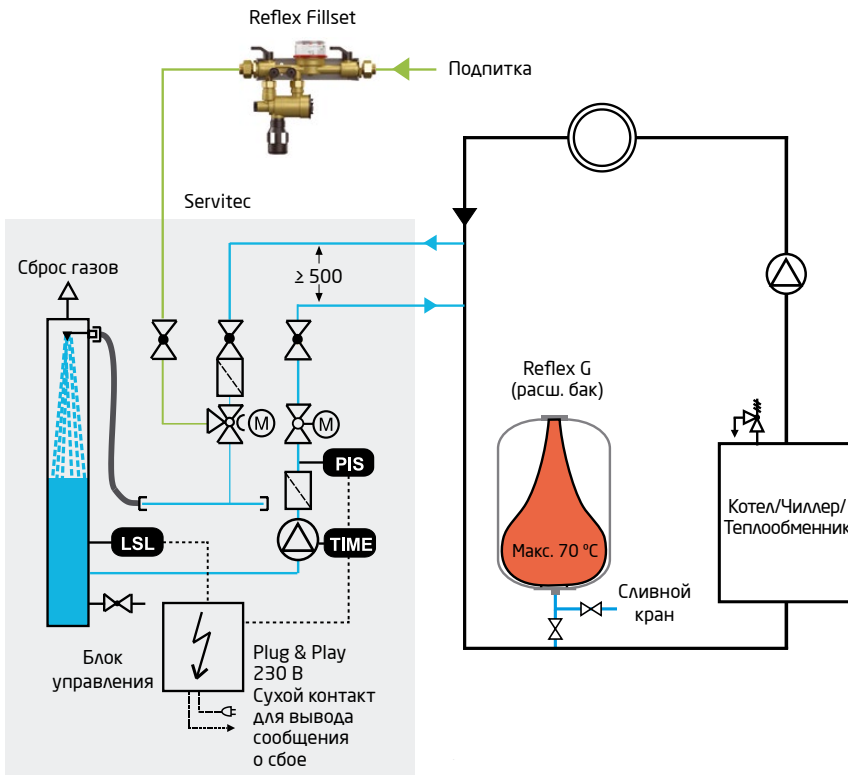 Reflex Fillset
Подпитка
Servitec
Сброс газов
≥ 500
Reflex G
(расш. бак)
M
M
PIS
Котел/Чиллер/
Теплообменник
Макс. 70 °C
LSL
TIME
Сливной
кран
Блок
управления
Plug & Play
230 В
Сухой контакт
для вывода
сообщения
о сбое